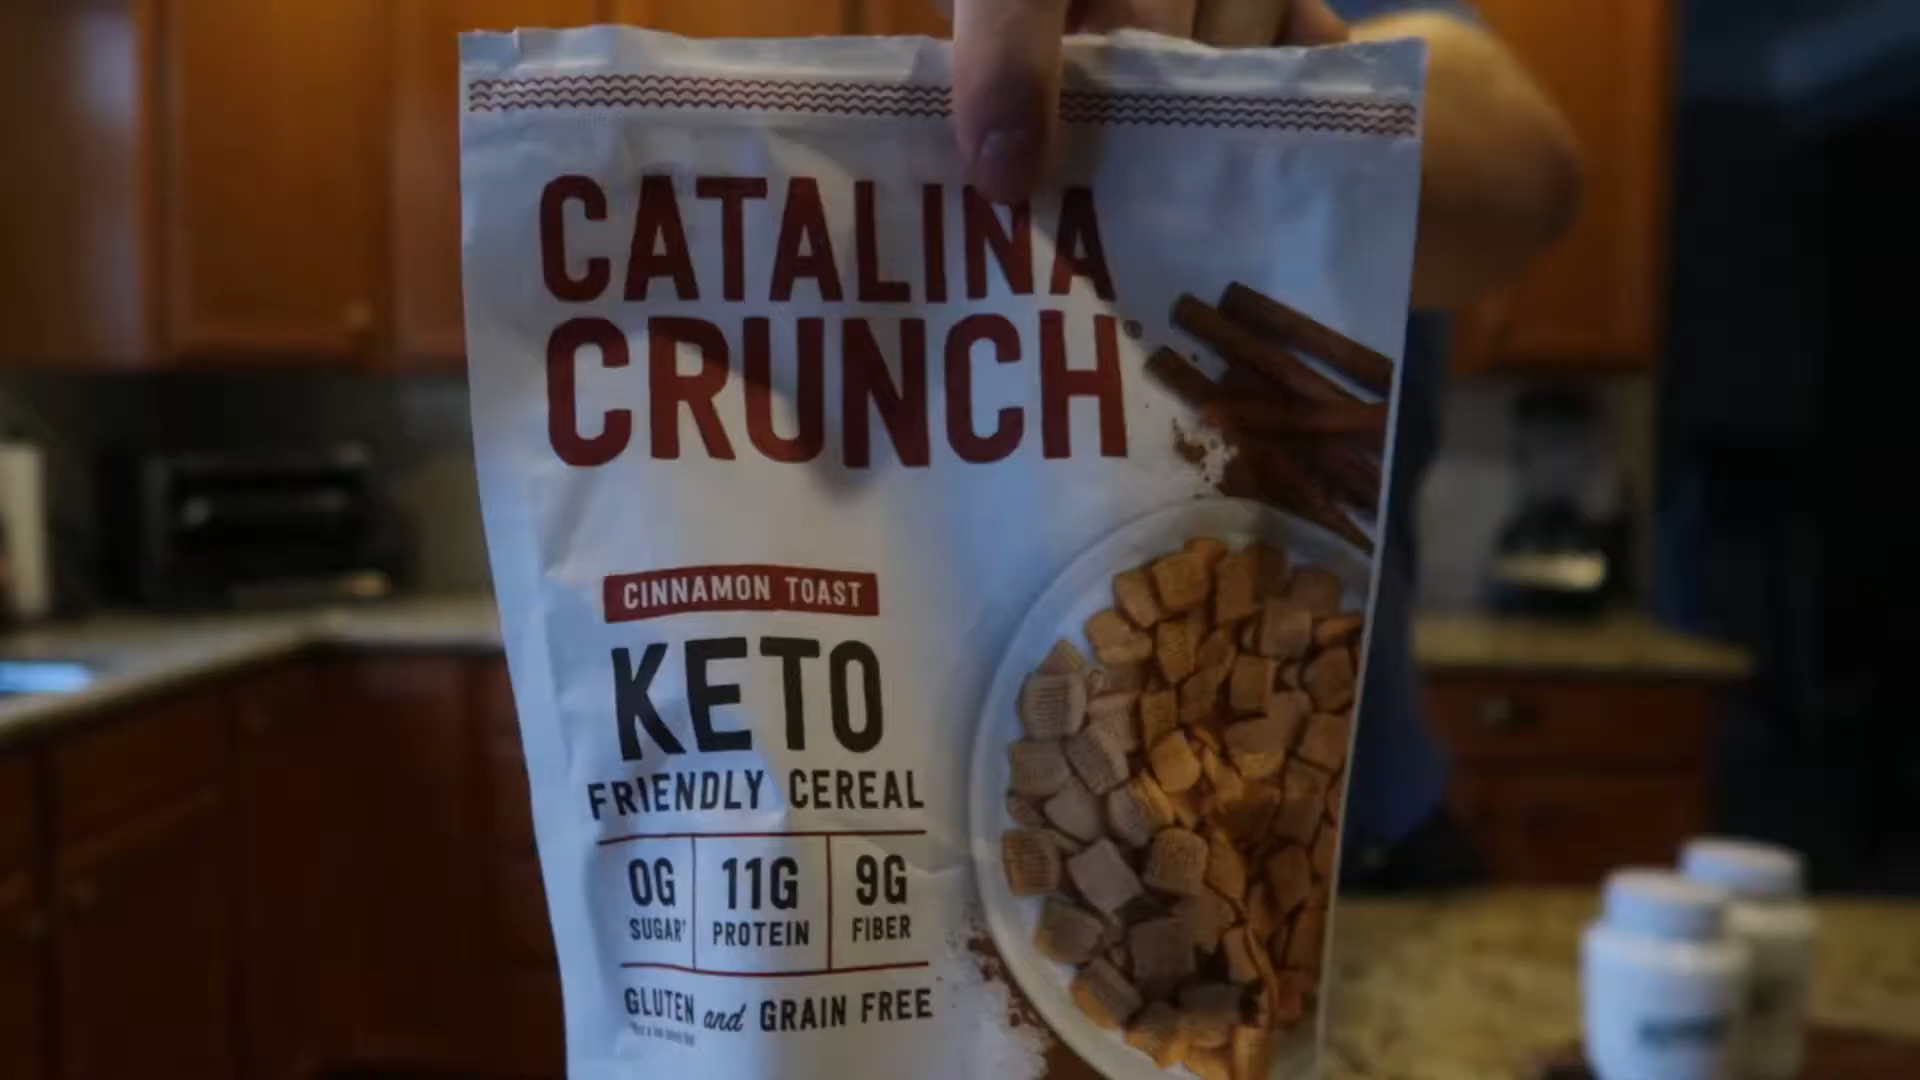 CATALINA
CRUNCH
CINNAMON TOAST
KETO
FRIENDLY CEREAL
0G 11G 9G
SUGAR† PROTEIN FIBER
GLUTEN and GRAIN FREE